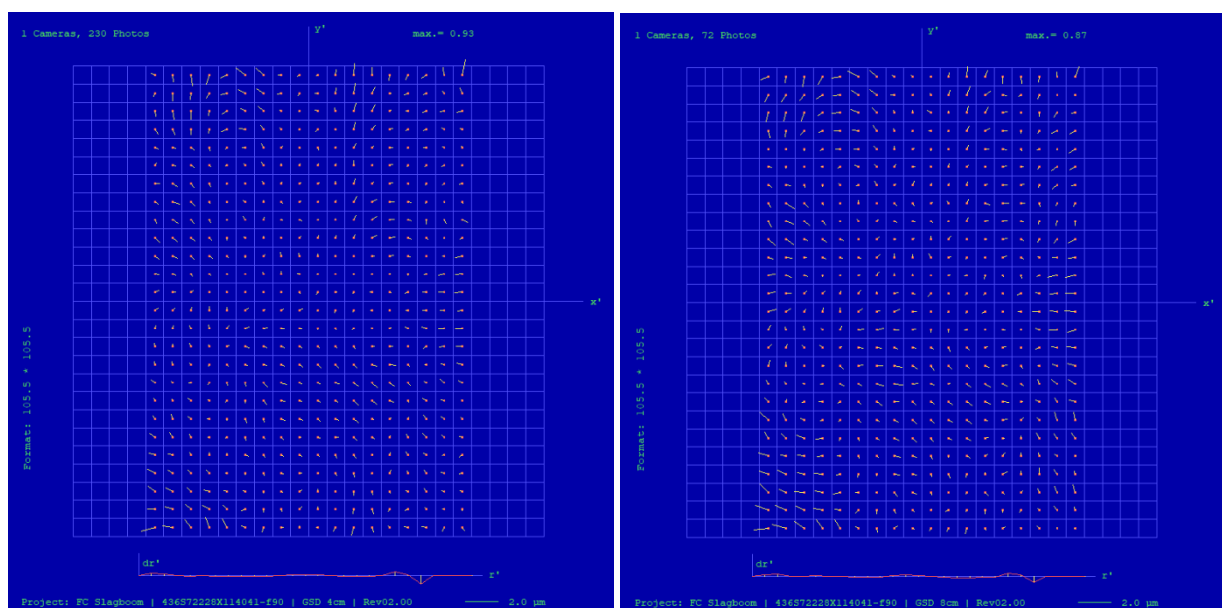 1 Cameras, 230 Photos
y'
max.= 0.93
x'
Format: 105.5 * 105.5
dr'
r'
Project: FC Slagboom | 436S72228X114041-f90 | GSD 4cm | Rev02.00
2.0 µm
1 Cameras, 72 Photos
y'
max.= 0.87
x'
Format: 105.5 * 105.5
dr'
r'
Project: FC Slagboom | 436S72228X114041-f90 | GSD 8cm | Rev02.00
2.0 µm